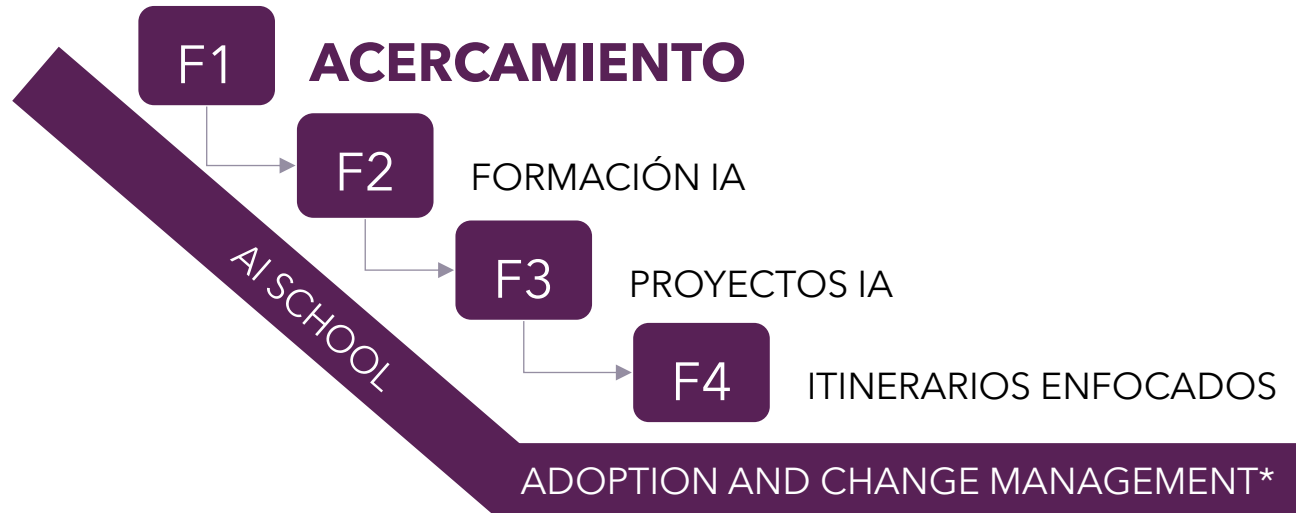 F1
ACERCAMIENTO
F2
FORMACIÓN IA
F3
PROYECTOS IA
F4
ITINERARIOS ENFOCADOS
AI SCHOOL
ADOPTION AND CHANGE MANAGEMENT*